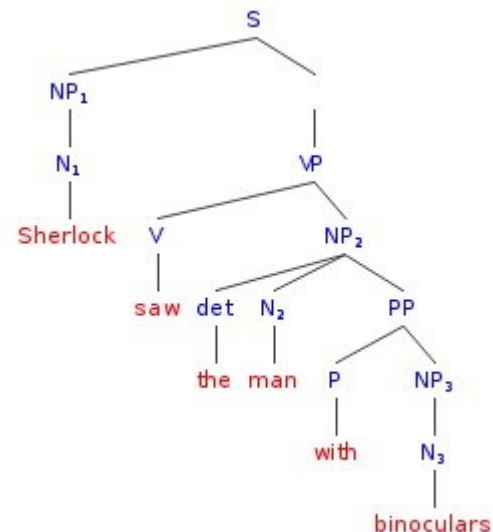 S
NP₁
N₁ VP
Sherlock V NP₂
saw det N₂ PP
the man P NP₃
with N₃
binoculars